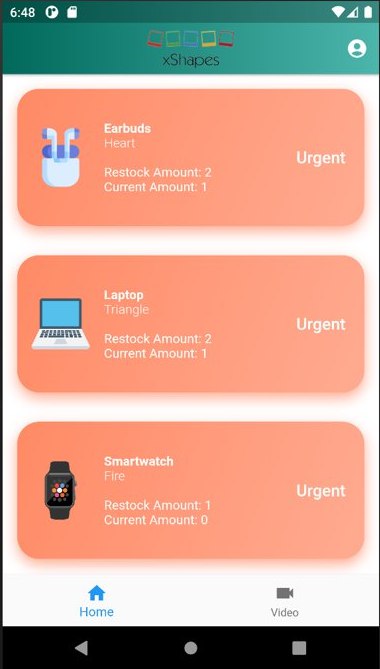 6:48
xShapes
Earbuds
Heart
Urgent
Restock Amount: 2
Current Amount: 1
Laptop
Triangle
Urgent
Restock Amount: 2
Current Amount: 1
Smartwatch
Fire
Urgent
Restock Amount: 1
Current Amount: 0
Home
Video